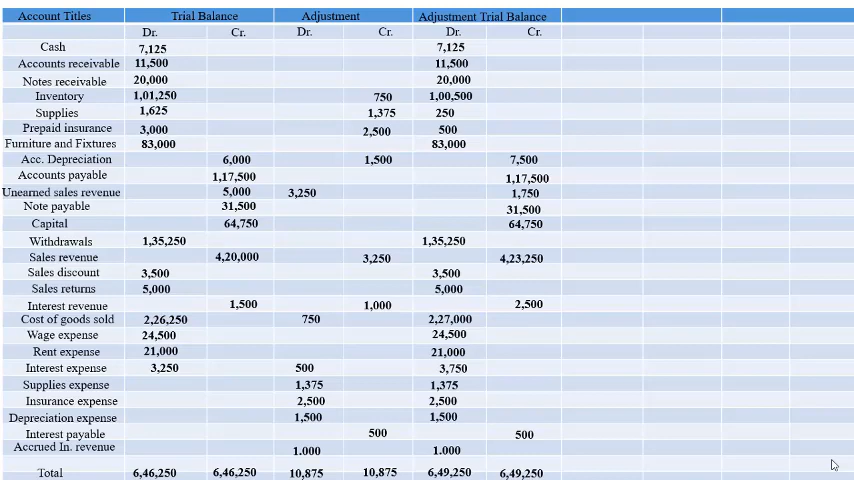 Account Titles Trial Balance Adjustment Adjustment Trial Balance
Dr. Cr. Dr. Cr. Dr. Cr.
Cash 7,125 7,125
Accounts receivable 11,500 11,500
Notes receivable 20,000 20,000
Inventory 1,01,250 750 1,00,500
Supplies 1,625 1,375 250
Prepaid insurance 3,000 2,500 500
Furniture and Fixtures 83,000 83,000
Acc. Depreciation 6,000 1,500 7,500
Accounts payable 1,17,500 1,17,500
Unearned sales revenue 5,000 3,250 1,750
Note payable 31,500 31,500
Capital 64,750 64,750
Withdrawals 1,35,250 1,35,250
Sales revenue 4,20,000 3,250 4,23,250
Sales discount 3,500 3,500
Sales returns 5,000 5,000
Interest revenue 1,500 1,000 2,500
Cost of goods sold 2,26,250 750 2,27,000
Wage expense 24,500 24,500
Rent expense 21,000 21,000
Interest expense 3,250 500 3,750
Supplies expense 1,375 1,375
Insurance expense 2,500 2,500
Depreciation expense 1,500 1,500
Interest payable 500 500
Accrued In. revenue 1.000 1.000
Total 6,46,250 6,46,250 10,875 10,875 6,49,250 6,49,250